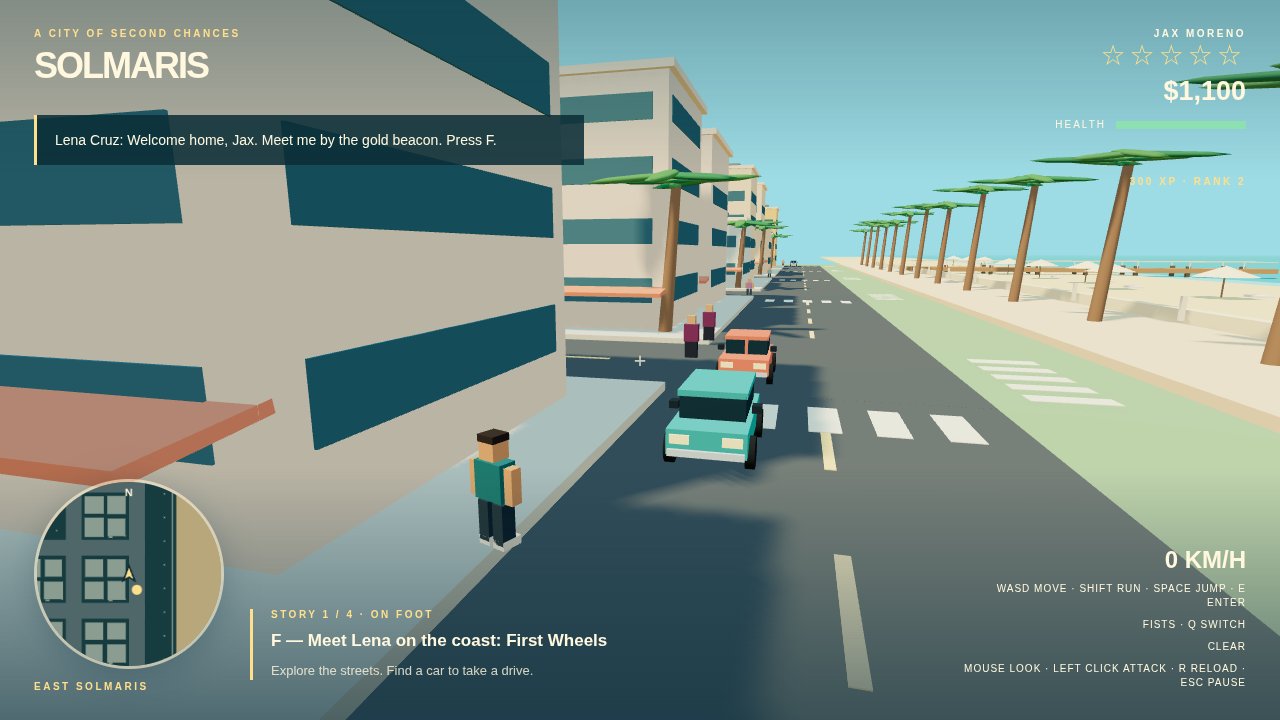 A CITY OF SECOND CHANCES
SOLMARIS
Lena Cruz: Welcome home, Jax. Meet me by the gold beacon. Press F.
JAX MORENO
☆☆☆☆☆
$1,100
HEALTH
300 XP · RANK 2
N
EAST SOLMARIS
STORY 1 / 4 · ON FOOT
F — Meet Lena on the coast: First Wheels
Explore the streets. Find a car to take a drive.
0 KM/H
WASD MOVE · SHIFT RUN · SPACE JUMP · E
ENTER
FISTS · Q SWITCH
CLEAR
MOUSE LOOK · LEFT CLICK ATTACK · R RELOAD ·
ESC PAUSE